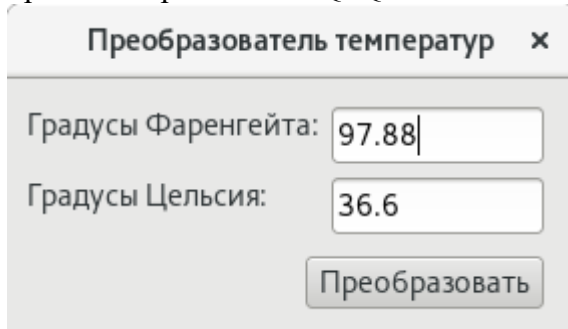 Преобразователь температур ×
Градусы Фаренгейта: 97.88
Градусы Цельсия: 36.6
Преобразовать